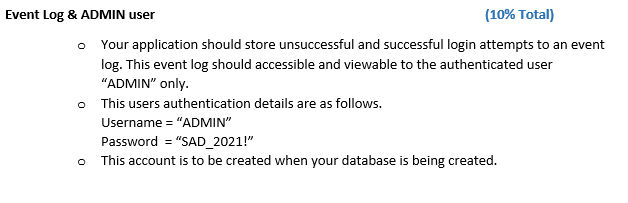 Event Log & ADMIN user (10% Total)
o Your application should store unsuccessful and successful login attempts to an event
log. This event log should accessible and viewable to the authenticated user
“ADMIN” only.
o This users authentication details are as follows.
Username = “ADMIN”
Password = “SAD_2021!”
o This account is to be created when your database is being created.